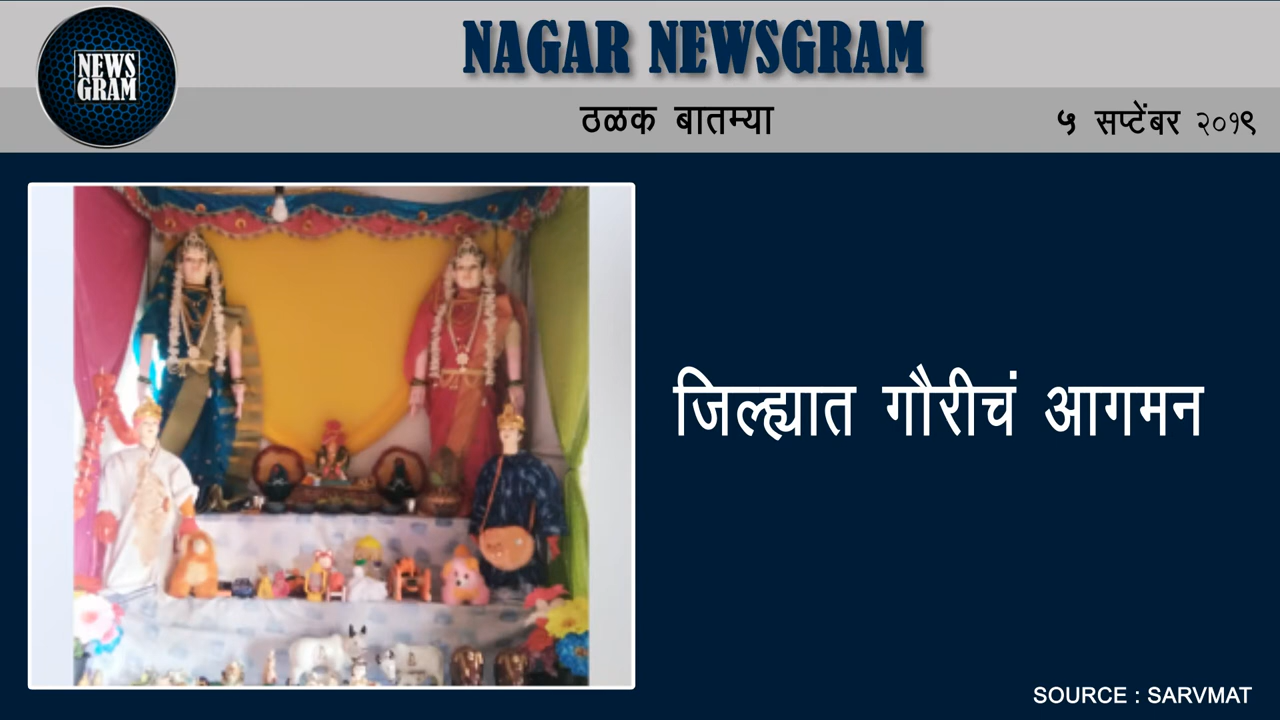 NEWS
GRAM
NAGAR NEWSGRAM
ठळक बातम्या
५ सप्टेंबर २०१९
जिल्ह्यात गौरीचं आगमन
SOURCE : SARVMAT